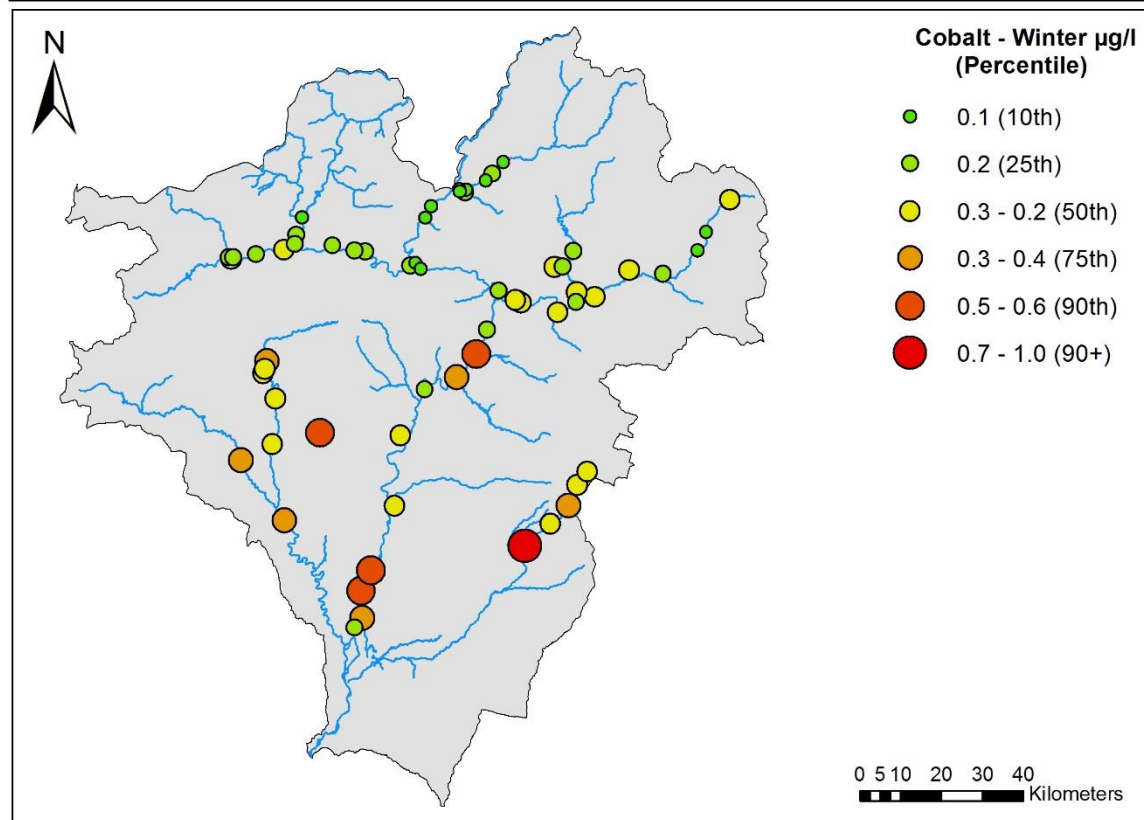 N
Cobalt - Winter µg/l
(Percentile)
0.1 (10th)
0.2 (25th)
0.3 - 0.2 (50th)
0.3 - 0.4 (75th)
0.5 - 0.6 (90th)
0.7 - 1.0 (90+)
0 5 10 20 30 40
Kilometers